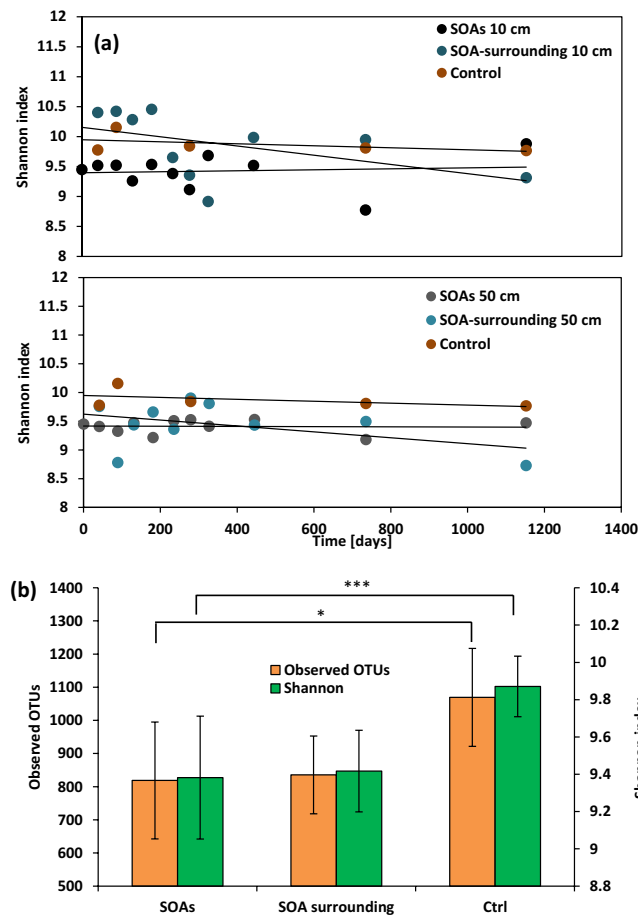 (a)
SOAs 10 cm
SOA-surrounding 10 cm
Control
Shannon index
12
11.5
11
10.5
10
9.5
9
8.5
8
SOAs 50 cm
SOA-surrounding 50 cm
Control
Shannon index
12
11.5
11
10.5
10
9.5
9
8.5
8
0 200 400 600 800 1000 1200 1400
Time [days]
(b)
***
*
Observed OTUs
Shannon
Observed OTUs
1400
1300
1200
1100
1000
900
800
700
600
500
10.4
10.2
10
9.8
9.6
9.4
9.2
9
8.8
Shannon index
SOAs SOA surrounding Ctrl